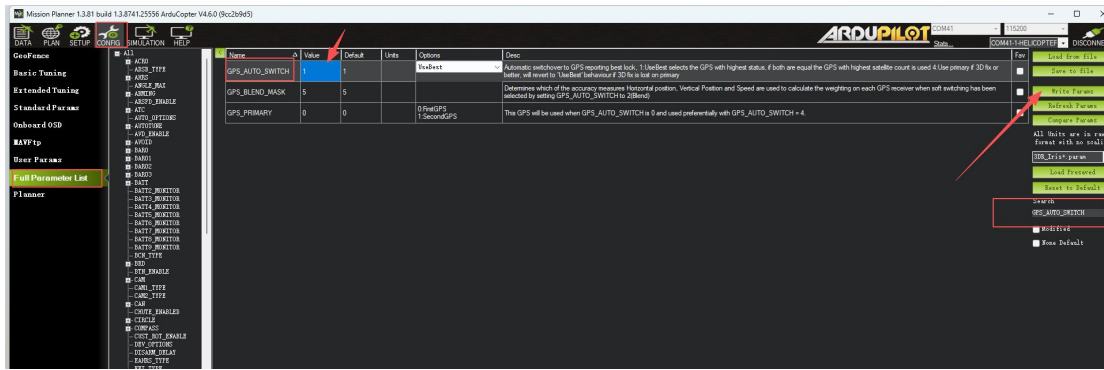 Mission Planner 1.3.81 build 1.3.8741.25556 ArduCopter V4.6.0 (9cc2b9d5)
DATA PLAN SETUP CONFIG SIMULATION HELP
ARDUPILOT
COM41 115200
Stats... COM41-1-HELICOPTER DISCONNE
GeoFence
Basic Tuning
Extended Tuning
Standard Params
Onboard OSD
MAVFtp
User Params
Full Parameter List
Planner
All
ACRO
ADSB_TYPE
AHRS
ANGLE_MAX
ARMING
ARSPD_ENABLE
ATC
AUTO_OPTIONS
AUTOTUNE
AVD_ENABLE
AVOID
BARO
BARO1
BARO2
BARO3
BATT
BATT2_MONITOR
BATT3_MONITOR
BATT4_MONITOR
BATT5_MONITOR
BATT6_MONITOR
BATT7_MONITOR
BATT8_MONITOR
BATT9_MONITOR
BCN_TYPE
BRD
BTN_ENABLE
CAM
CAM1_TYPE
CAM2_TYPE
CAN
CHUTE_ENABLED
CIRCLE
COMPASS
CUST_ROT_ENABLE
DEV_OPTIONS
DISARM_DELAY
EAHRS_TYPE
Name Value Default Units Options Desc Fav
GPS_AUTO_SWITCH 1 1 UseBest
Automatic switchover to GPS reporting best lock, 1:UseBest selects the GPS with highest status, if both are equal the GPS with highest satellite count is used 4:Use primary if 3D fix or
better, will revert to 'UseBest' behaviour if 3D fix is lost on primary
GPS_BLEND_MASK 5 5
Determines which of the accuracy measures Horizontal position, Vertical Position and Speed are used to calculate the weighting on each GPS receiver when soft switching has been
selected by setting GPS_AUTO_SWITCH to 2(Blend)
GPS_PRIMARY 0 0
0:FirstGPS
1:SecondGPS
This GPS will be used when GPS_AUTO_SWITCH is 0 and used preferentially with GPS_AUTO_SWITCH = 4.
Load from file
Save to file
Write Params
Refresh Params
Compare Params
All Units are in raw
format with no scali
3DR_Iris+.param
Load Presaved
Reset to Default
Search
GPS_AUTO_SWITCH
Modified
None Default